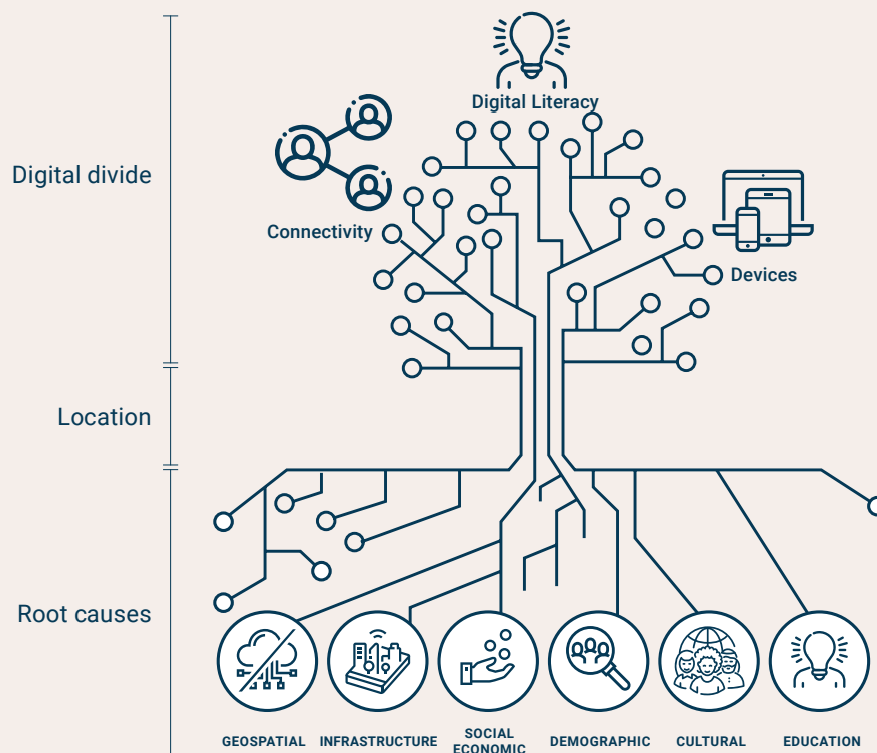 Digital Literacy
Digital divide
Connectivity
Devices
Location
Root causes
GEOSPATIAL
INFRASTRUCTURE
SOCIAL
ECONOMIC
DEMOGRAPHIC
CULTURAL
EDUCATION